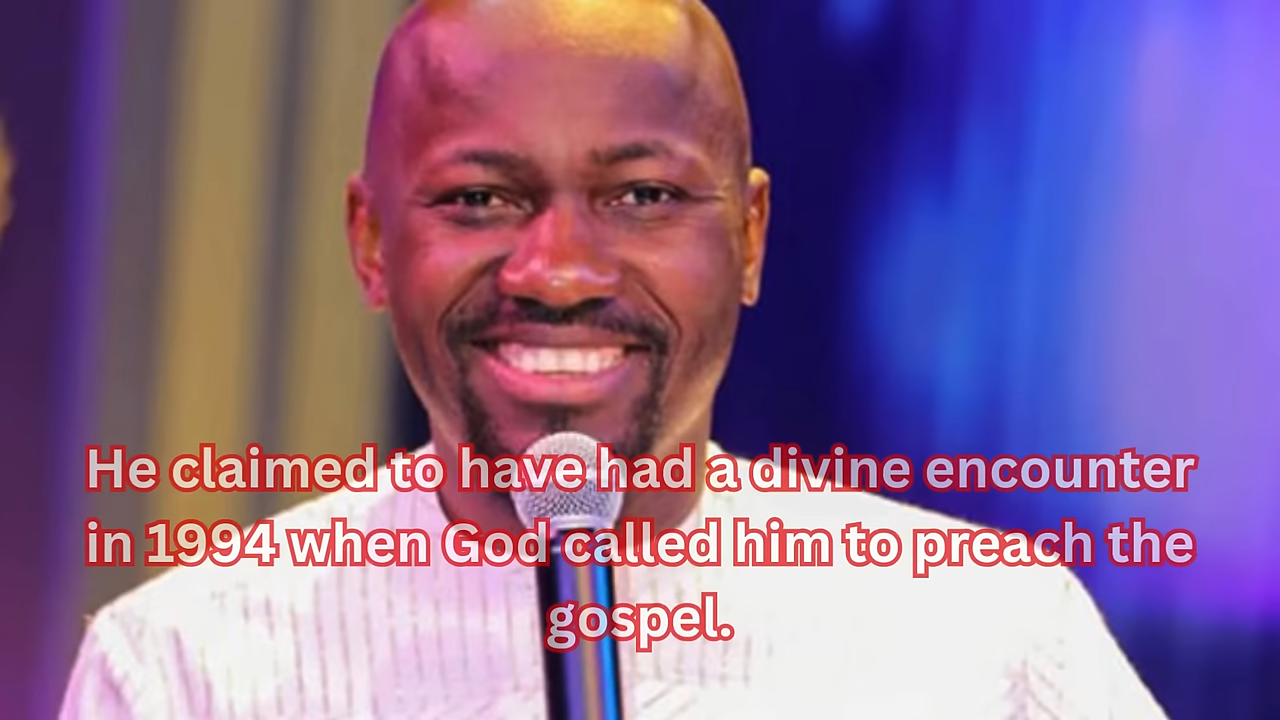 He claimed to have had a divine encounter
in 1994 when God called him to preach the
gospel.